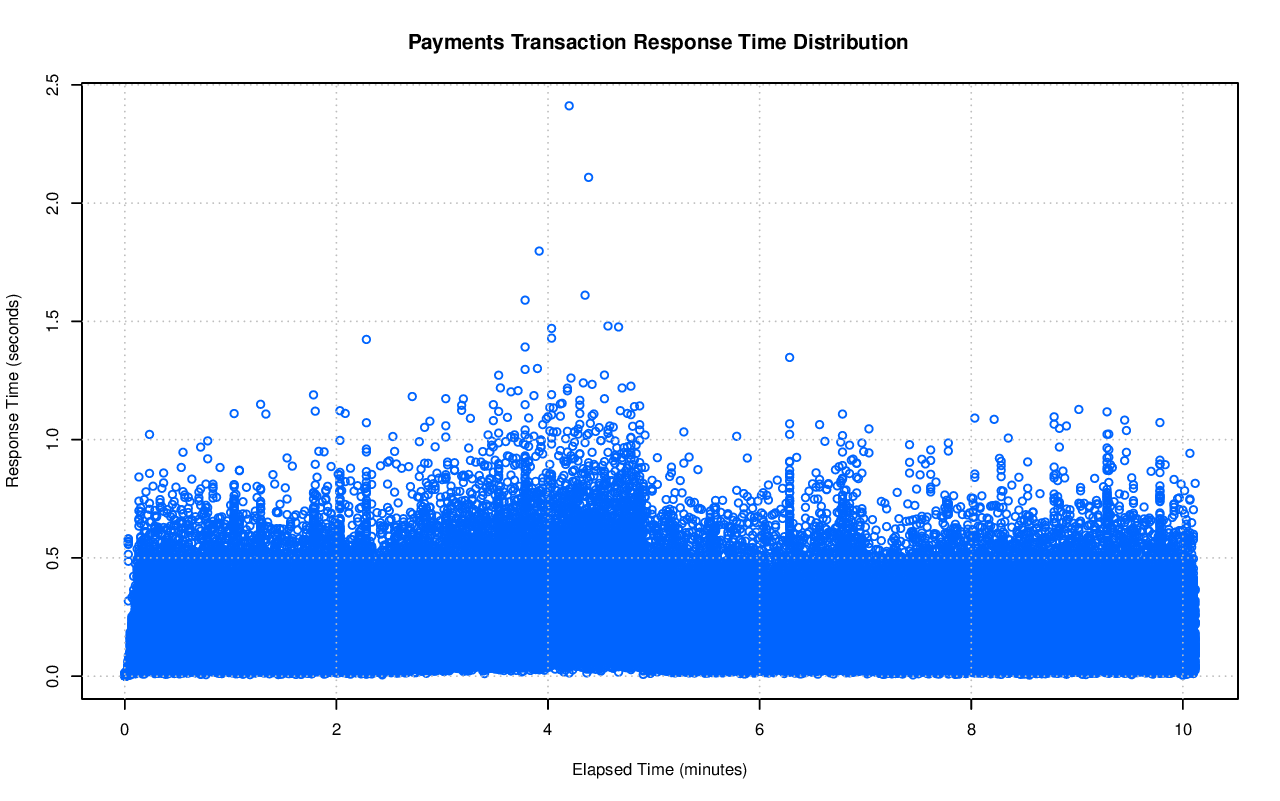 Payments Transaction Response Time Distribution
2.5
2.0
1.5
1.0
0.5
0.0
Response Time (seconds)
0 2 4 6 8 10
Elapsed Time (minutes)